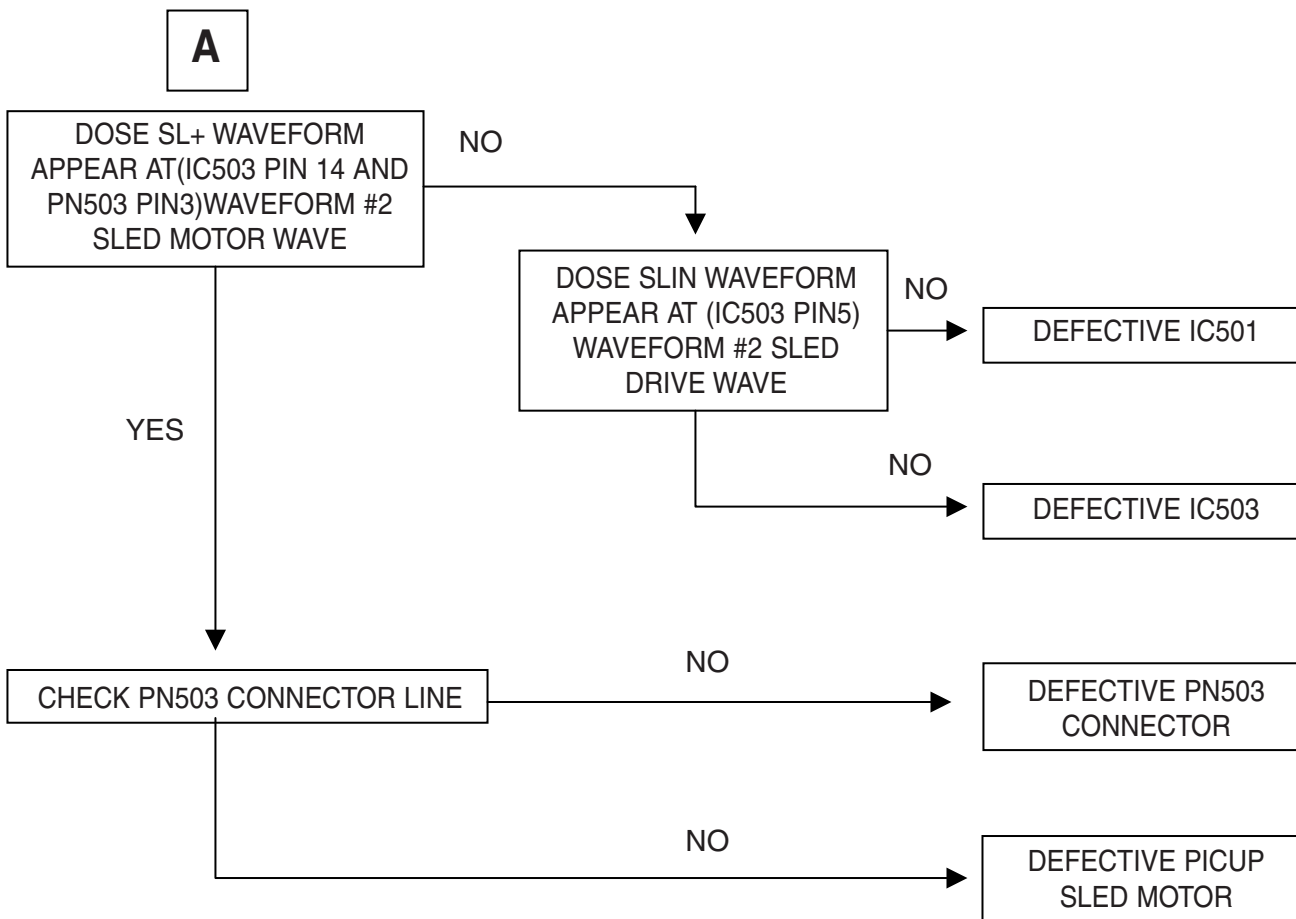 A
DOSE SL+ WAVEFORM
APPEAR AT(IC503 PIN 14 AND
PN503 PIN3)WAVEFORM #2
SLED MOTOR WAVE
NO
DOSE SLIN WAVEFORM
APPEAR AT (IC503 PIN5)
WAVEFORM #2 SLED
DRIVE WAVE
NO
DEFECTIVE IC501
YES
NO
DEFECTIVE IC503
CHECK PN503 CONNECTOR LINE
NO
DEFECTIVE PN503
CONNECTOR
NO
DEFECTIVE PICUP
SLED MOTOR